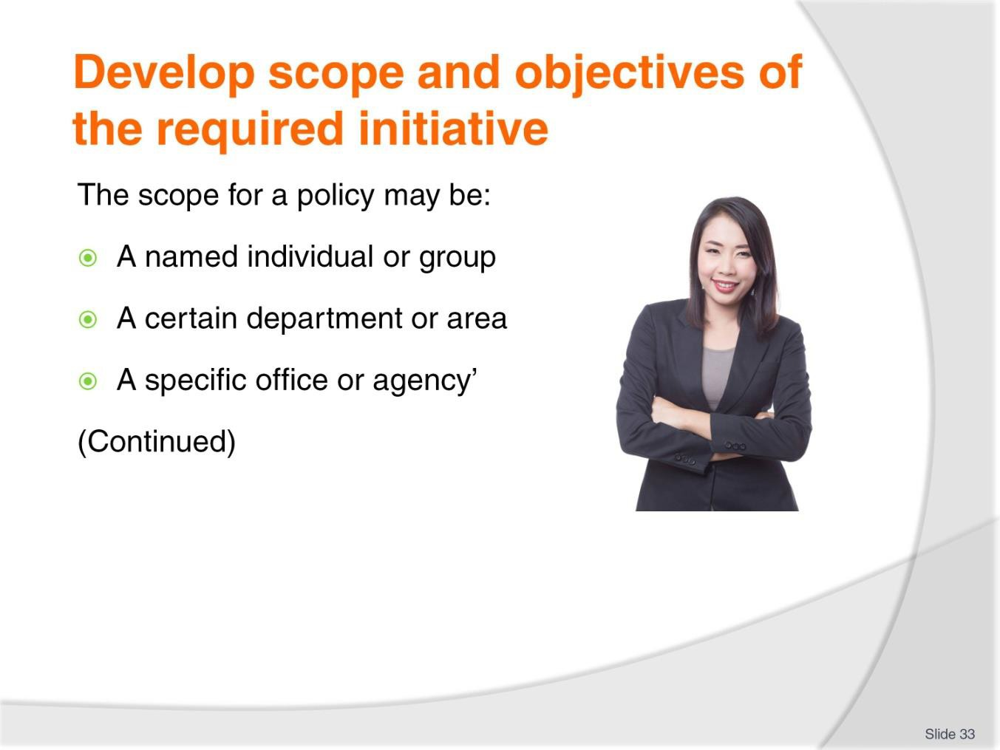 Develop scope and objectives of
the required initiative
The scope for a policy may be:
A named individual or group
A certain department or area
A specific office or agency’
(Continued)
Slide 33